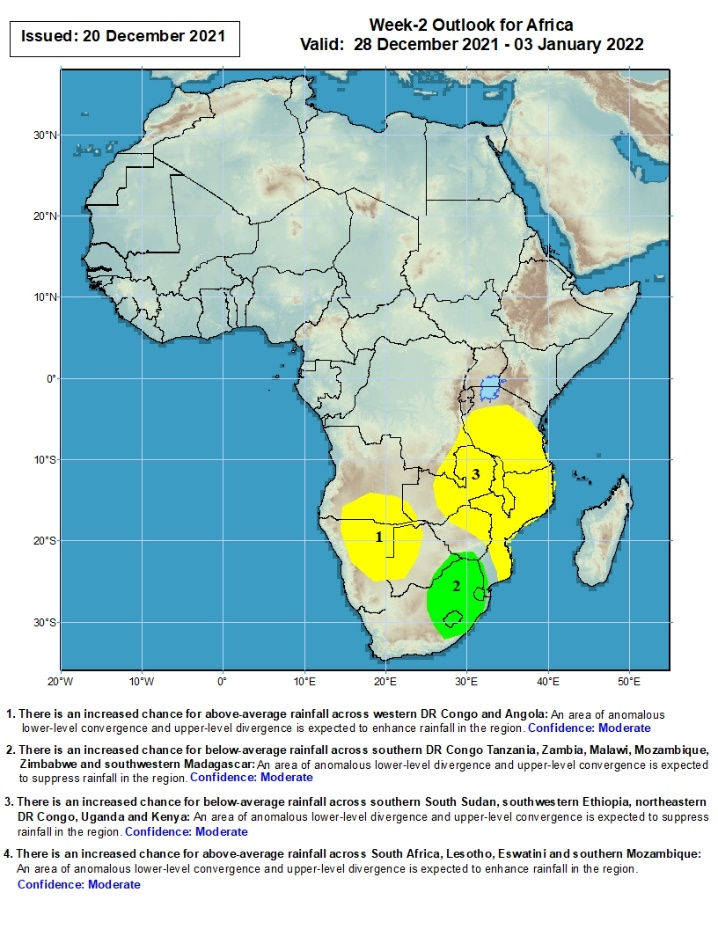 Issued: 20 December 2021
Week-2 Outlook for Africa
Valid: 28 December 2021 - 03 January 2022
30°N
20°N
10°N
0°
10°S
20°S
30°S
1
2
3
20°W
10°W
0°
10°E
20°E
30°E
40°E
50°E
1. There is an increased chance for above-average rainfall across western DR Congo and Angola: An area of anomalous
lower-level convergence and upper-level divergence is expected to enhance rainfall in the region. Confidence: Moderate
2. There is an increased chance for below-average rainfall across southern DR Congo Tanzania, Zambia, Malawi, Mozambique,
Zimbabwe and southwestern Madagascar: An area of anomalous lower-level divergence and upper-level convergence is expected
to suppress rainfall in the region. Confidence: Moderate
3. There is an increased chance for below-average rainfall across southern South Sudan, southwestern Ethiopia, northeastern
DR Congo, Uganda and Kenya: An area of anomalous lower-level divergence and upper-level convergence is expected to suppress
rainfall in the region. Confidence: Moderate
4. There is an increased chance for above-average rainfall across South Africa, Lesotho, Eswatini and southern Mozambique:
An area of anomalous lower-level convergence and upper-level divergence is expected to enhance rainfall in the region.
Confidence: Moderate